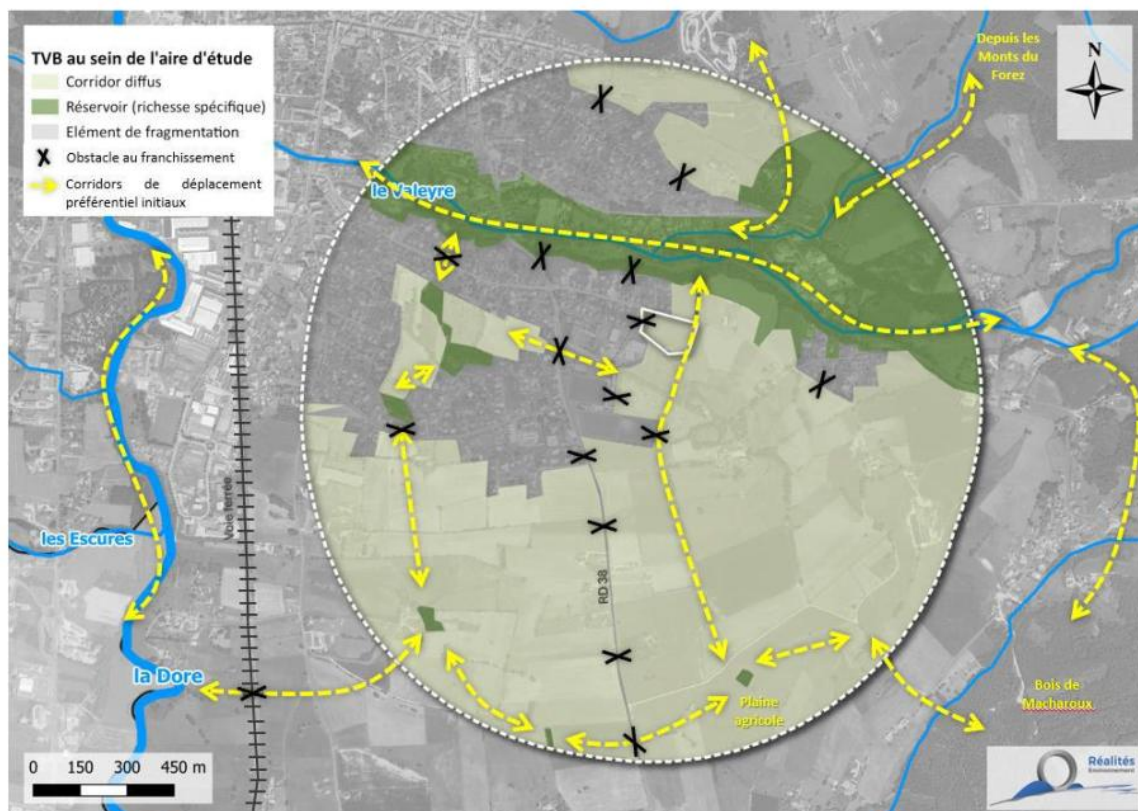 TVB au sein de l'aire d'étude
Corridor diffus
Réservoir (richesse spécifique)
Elément de fragmentation
Obstacle au franchissement
Corridors de déplacement
préférentiel initiaux
Depuis les
Monts du
Forez
N
le Valeyre
Voie ferrée
les Escures
RD 38
la Dore
Plaine
agricole
Bois de
Macharoux
0 150 300 450 m
Réalités
Environnement